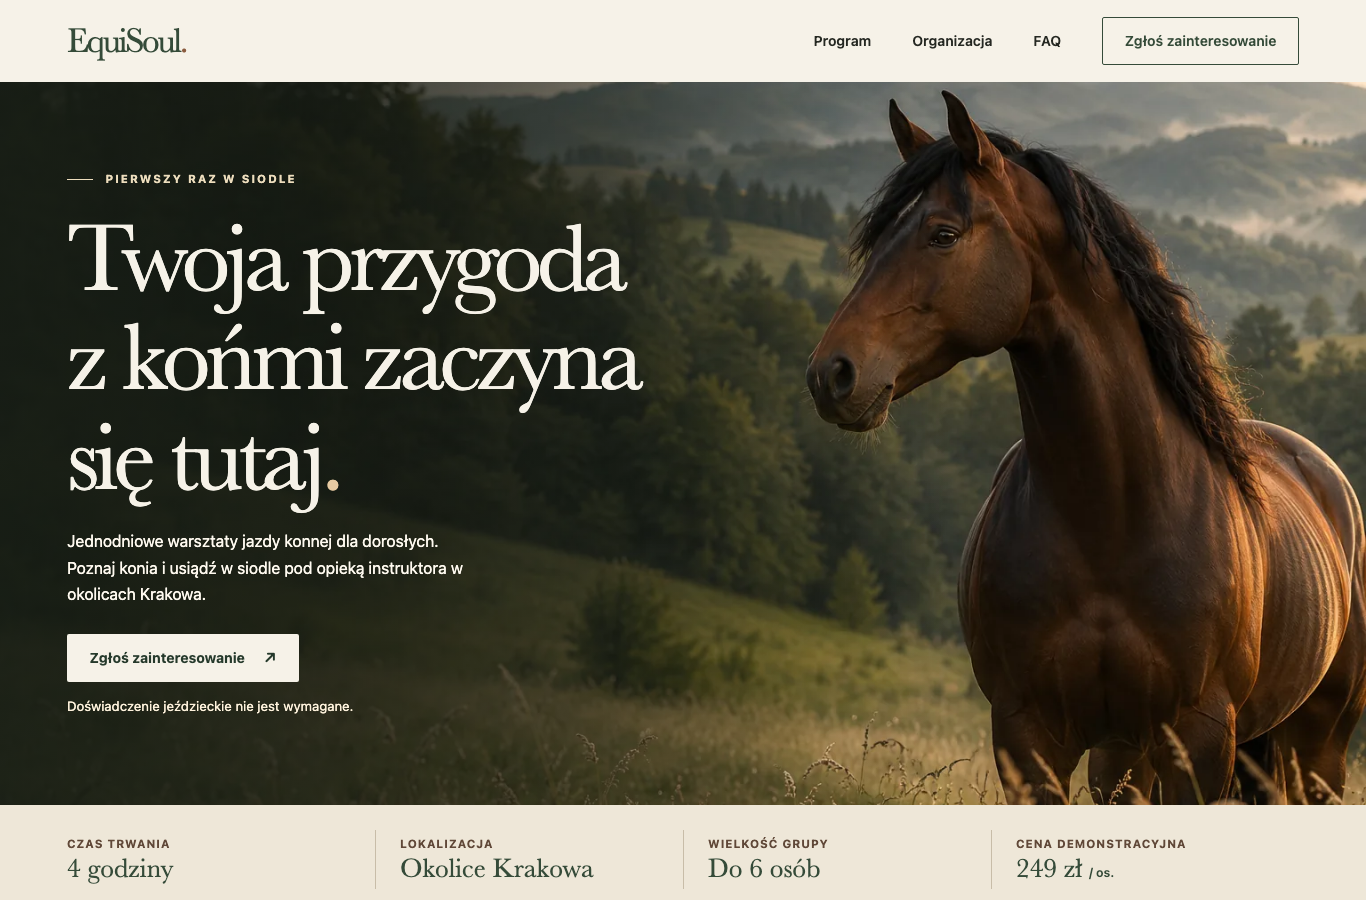 EquiSoul.
Program
Organizacja
FAQ
Zgłoś zainteresowanie
PIERWSZY RAZ W SIODLE
Twoja przygoda
z końmi zaczyna
się tutaj.
Jednodniowe warsztaty jazdy konnej dla dorosłych.
Poznaj konia i usiądź w siodle pod opieką instruktora w
okolicach Krakowa.
Zgłoś zainteresowanie ↗
Doświadczenie jeździeckie nie jest wymagane.
CZAS TRWANIA
4 godziny
LOKALIZACJA
Okolice Krakowa
WIELKOŚĆ GRUPY
Do 6 osób
CENA DEMONSTRACYJNA
249 zł / os.